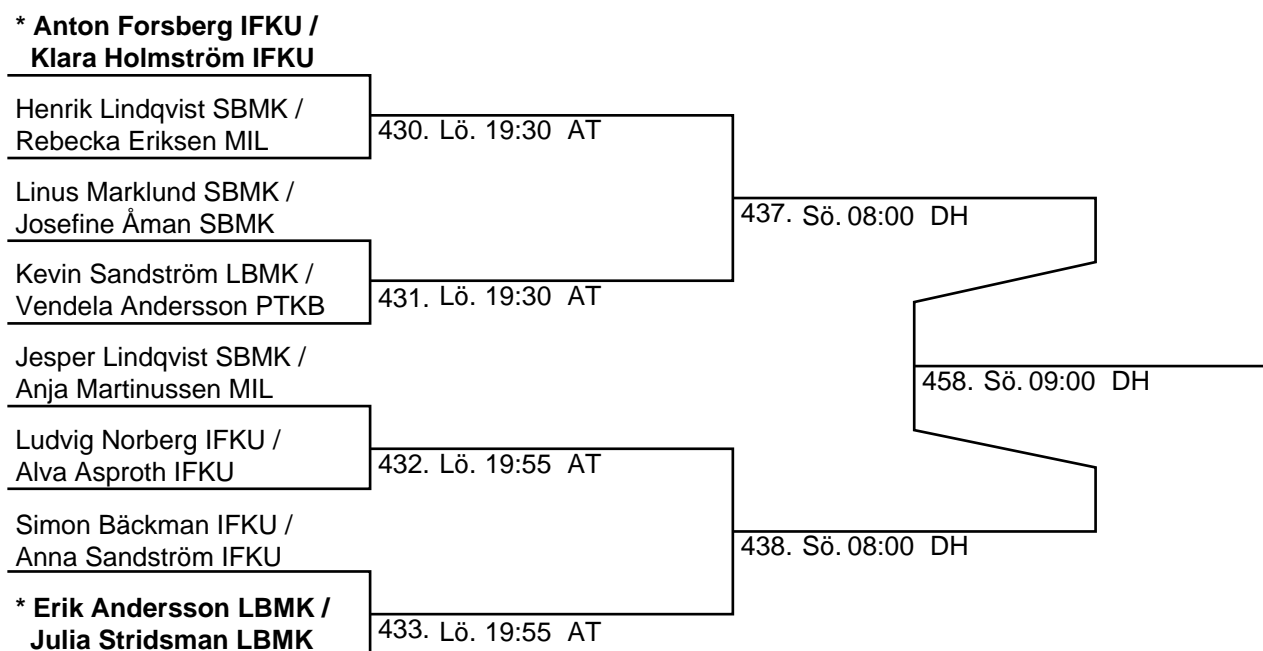 * Anton Forsberg IFKU /
Klara Holmström IFKU
Henrik Lindqvist SBMK /
Rebecka Eriksen MIL
430. Lö. 19:30 AT
Linus Marklund SBMK /
Josefine Åman SBMK
437. Sö. 08:00 DH
Kevin Sandström LBMK /
Vendela Andersson PTKB
431. Lö. 19:30 AT
Jesper Lindqvist SBMK /
Anja Martinussen MIL
458. Sö. 09:00 DH
Ludvig Norberg IFKU /
Alva Asproth IFKU
432. Lö. 19:55 AT
Simon Bäckman IFKU /
Anna Sandström IFKU
438. Sö. 08:00 DH
* Erik Andersson LBMK /
Julia Stridsman LBMK
433. Lö. 19:55 AT